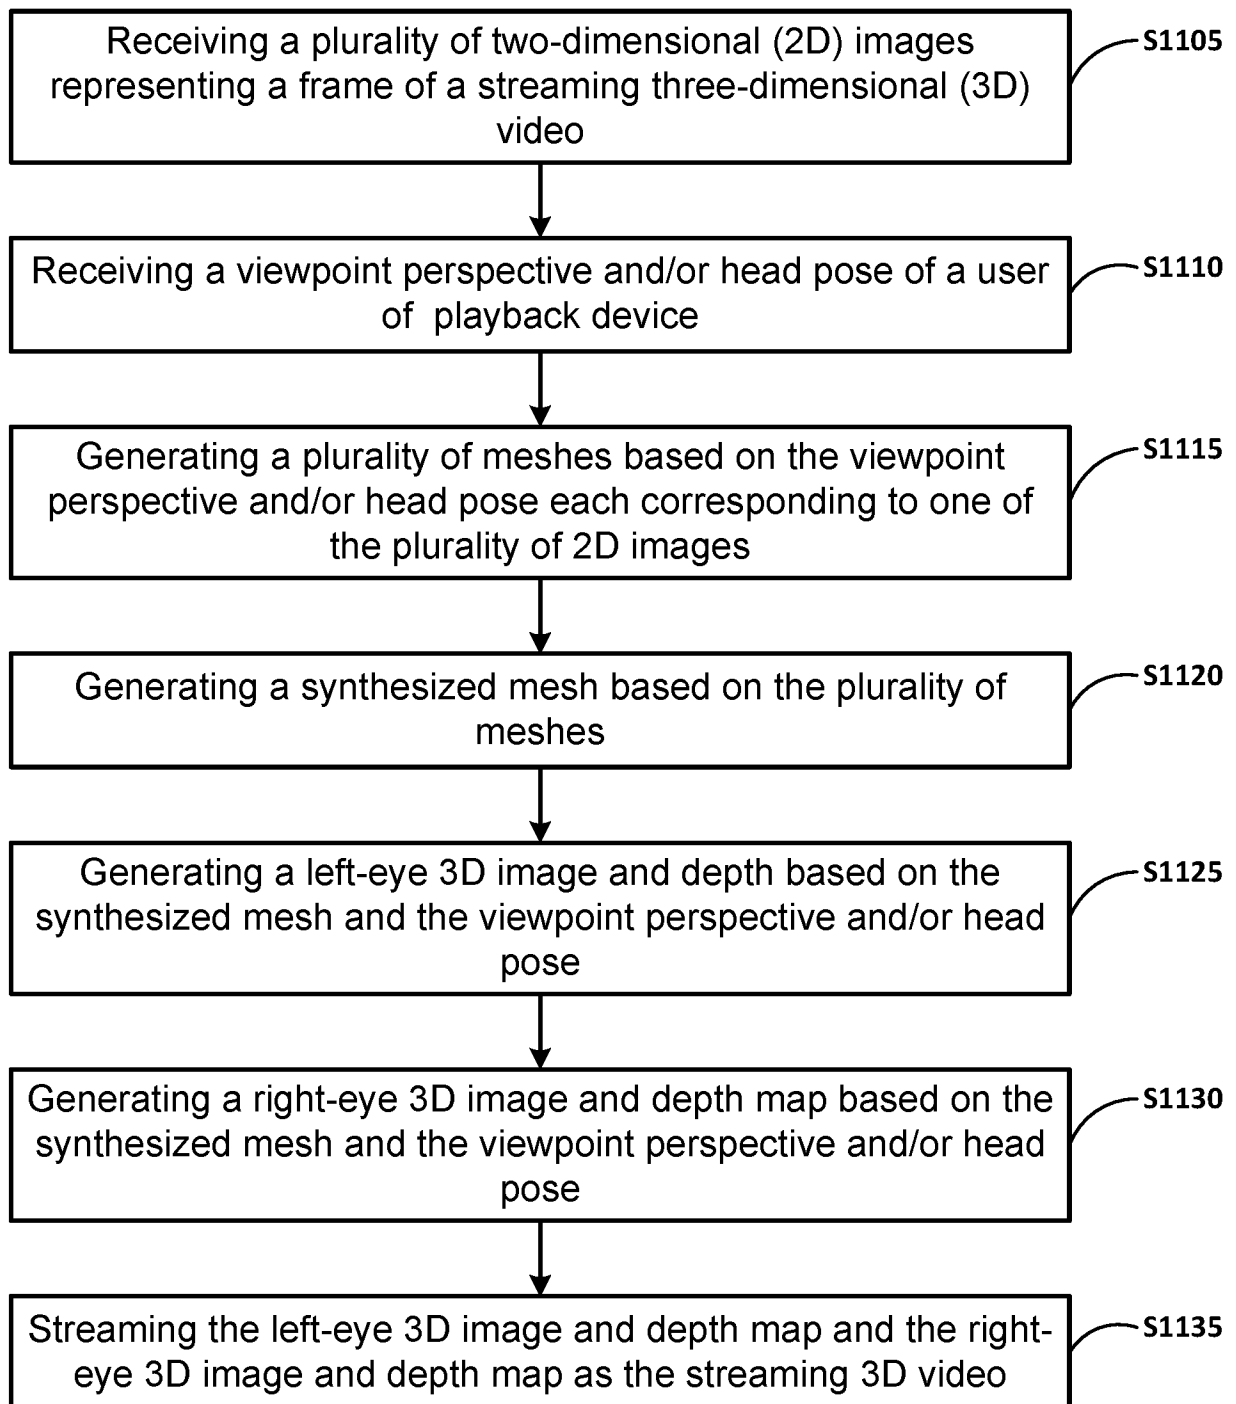 Receiving a plurality of two-dimensional (2D) images
representing a frame of a streaming three-dimensional (3D)
video
S1105
Receiving a viewpoint perspective and/or head pose of a user
of playback device
S1110
Generating a plurality of meshes based on the viewpoint
perspective and/or head pose each corresponding to one of
the plurality of 2D images
S1115
Generating a synthesized mesh based on the plurality of
meshes
S1120
Generating a left-eye 3D image and depth based on the
synthesized mesh and the viewpoint perspective and/or head
pose
S1125
Generating a right-eye 3D image and depth map based on the
synthesized mesh and the viewpoint perspective and/or head
pose
S1130
Streaming the left-eye 3D image and depth map and the right-
eye 3D image and depth map as the streaming 3D video
S1135